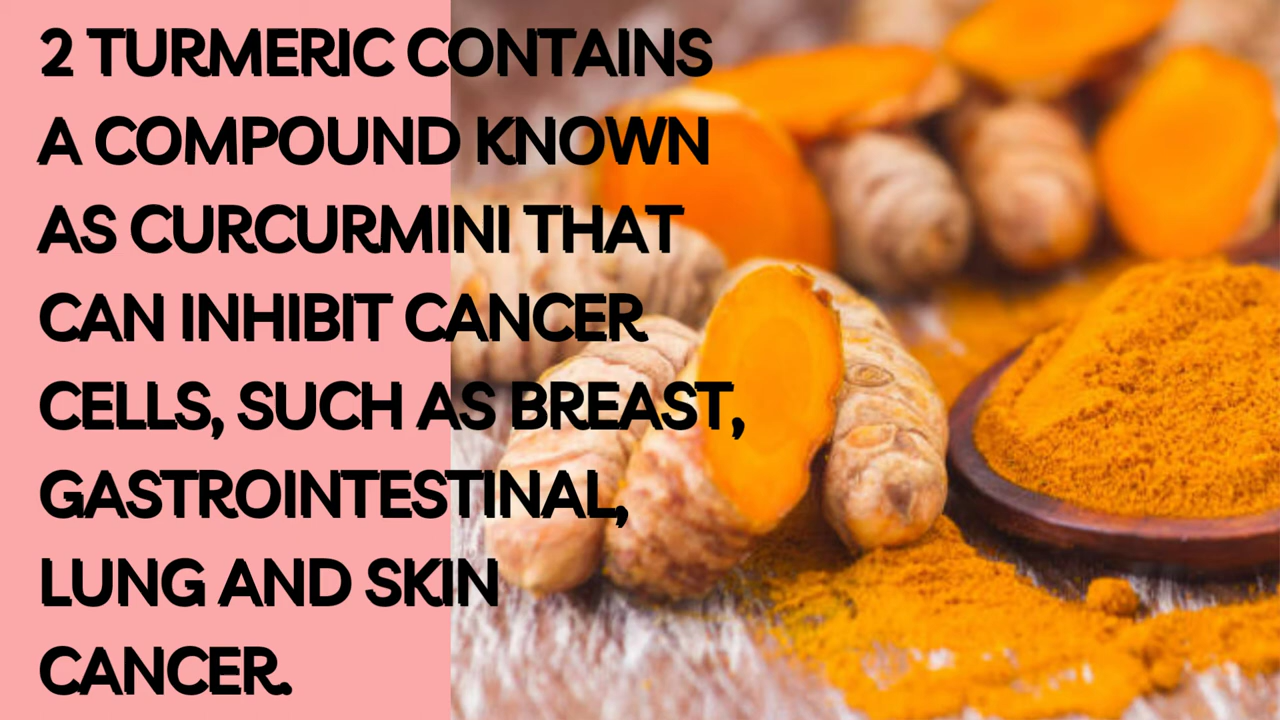 2 TURMERIC CONTAINS
A COMPOUND KNOWN
AS CURCURMINI THAT
CAN INHIBIT CANCER
CELLS, SUCH AS BREAST,
GASTROINTESTINAL,
LUNG AND SKIN
CANCER.